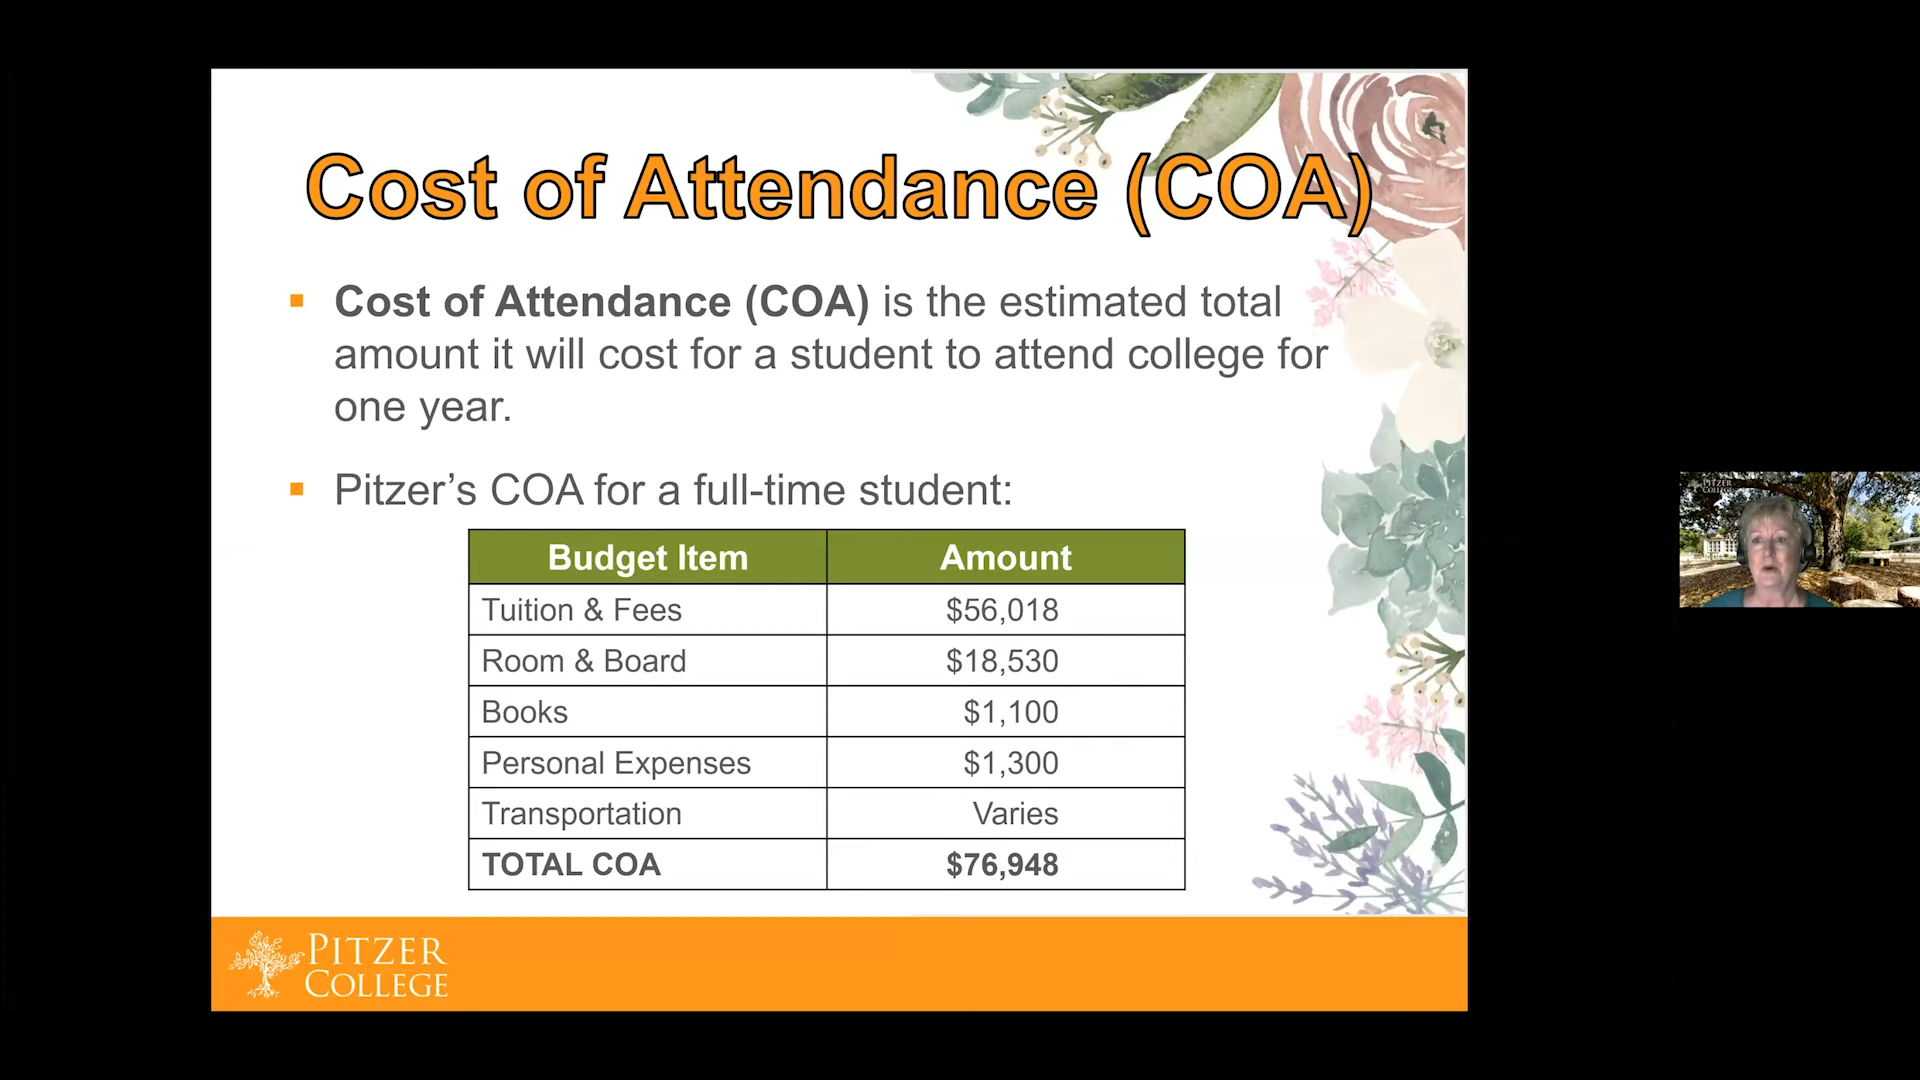 Cost of Attendance (COA)
Cost of Attendance (COA) is the estimated total
amount it will cost for a student to attend college for
one year.
Pitzer’s COA for a full-time student:
Budget Item Amount
Tuition & Fees $56,018
Room & Board $18,530
Books $1,100
Personal Expenses $1,300
Transportation Varies
TOTAL COA $76,948
PITZER
COLLEGE
PITZER
COLLEGE